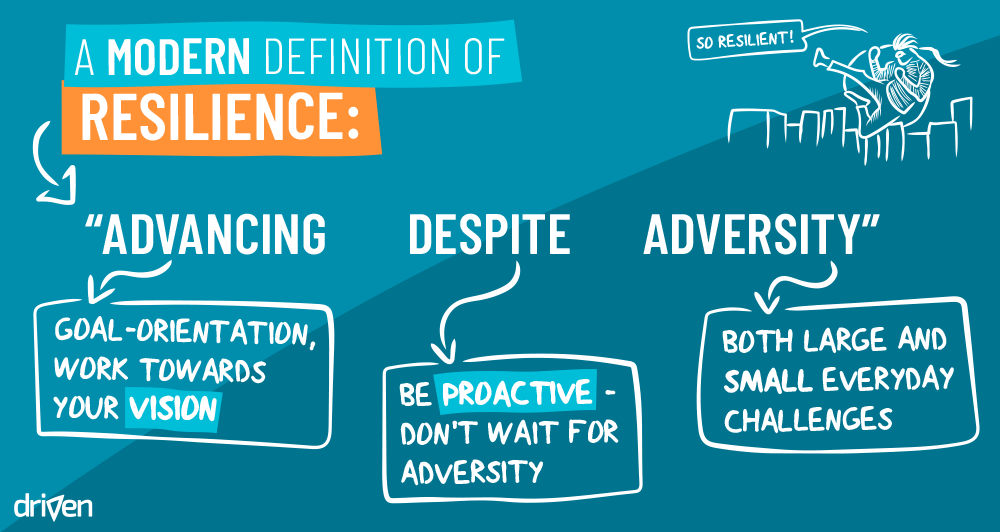 A MODERN DEFINITION OF
RESILIENCE:
SO RESILIENT!
“ADVANCING DESPITE ADVERSITY”
GOAL-ORIENTATION,
WORK TOWARDS
YOUR VISION
BE PROACTIVE -
DON'T WAIT FOR
ADVERSITY
BOTH LARGE AND
SMALL EVERYDAY
CHALLENGES
driven